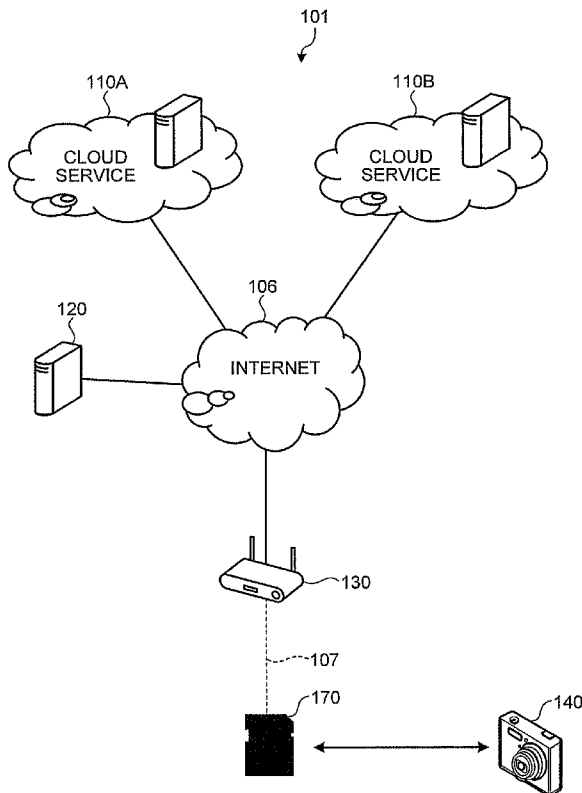 101
110A
110B
CLOUD
SERVICE
CLOUD
SERVICE
106
120
INTERNET
130
107
170
140